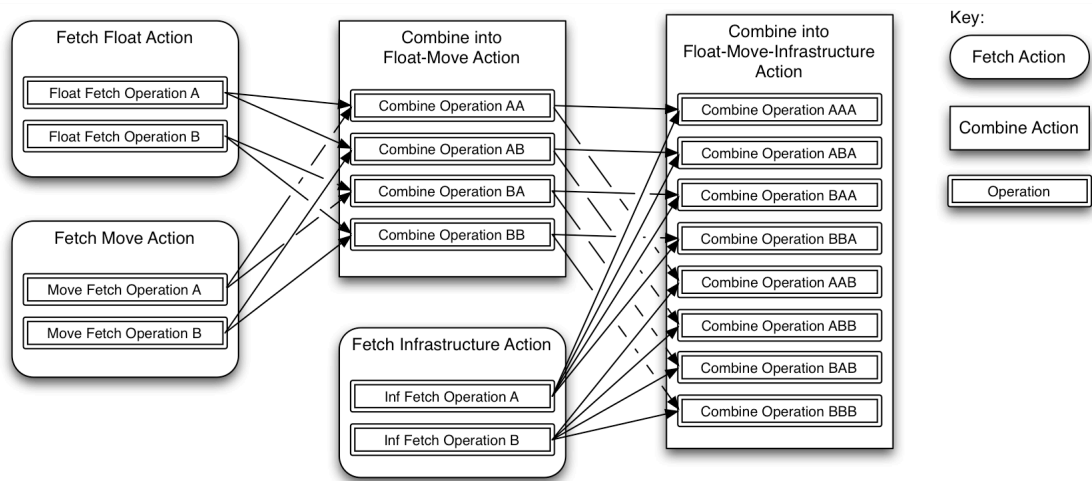 Fetch Float Action
Float Fetch Operation A
Float Fetch Operation B
Fetch Move Action
Move Fetch Operation A
Move Fetch Operation B
Combine into
Float-Move Action
Combine Operation AA
Combine Operation AB
Combine Operation BA
Combine Operation BB
Fetch Infrastructure Action
Inf Fetch Operation A
Inf Fetch Operation B
Combine into
Float-Move-Infrastructure
Action
Combine Operation AAA
Combine Operation ABA
Combine Operation BAA
Combine Operation BBA
Combine Operation AAB
Combine Operation ABB
Combine Operation BAB
Combine Operation BBB
Key:
Fetch Action
Combine Action
Operation